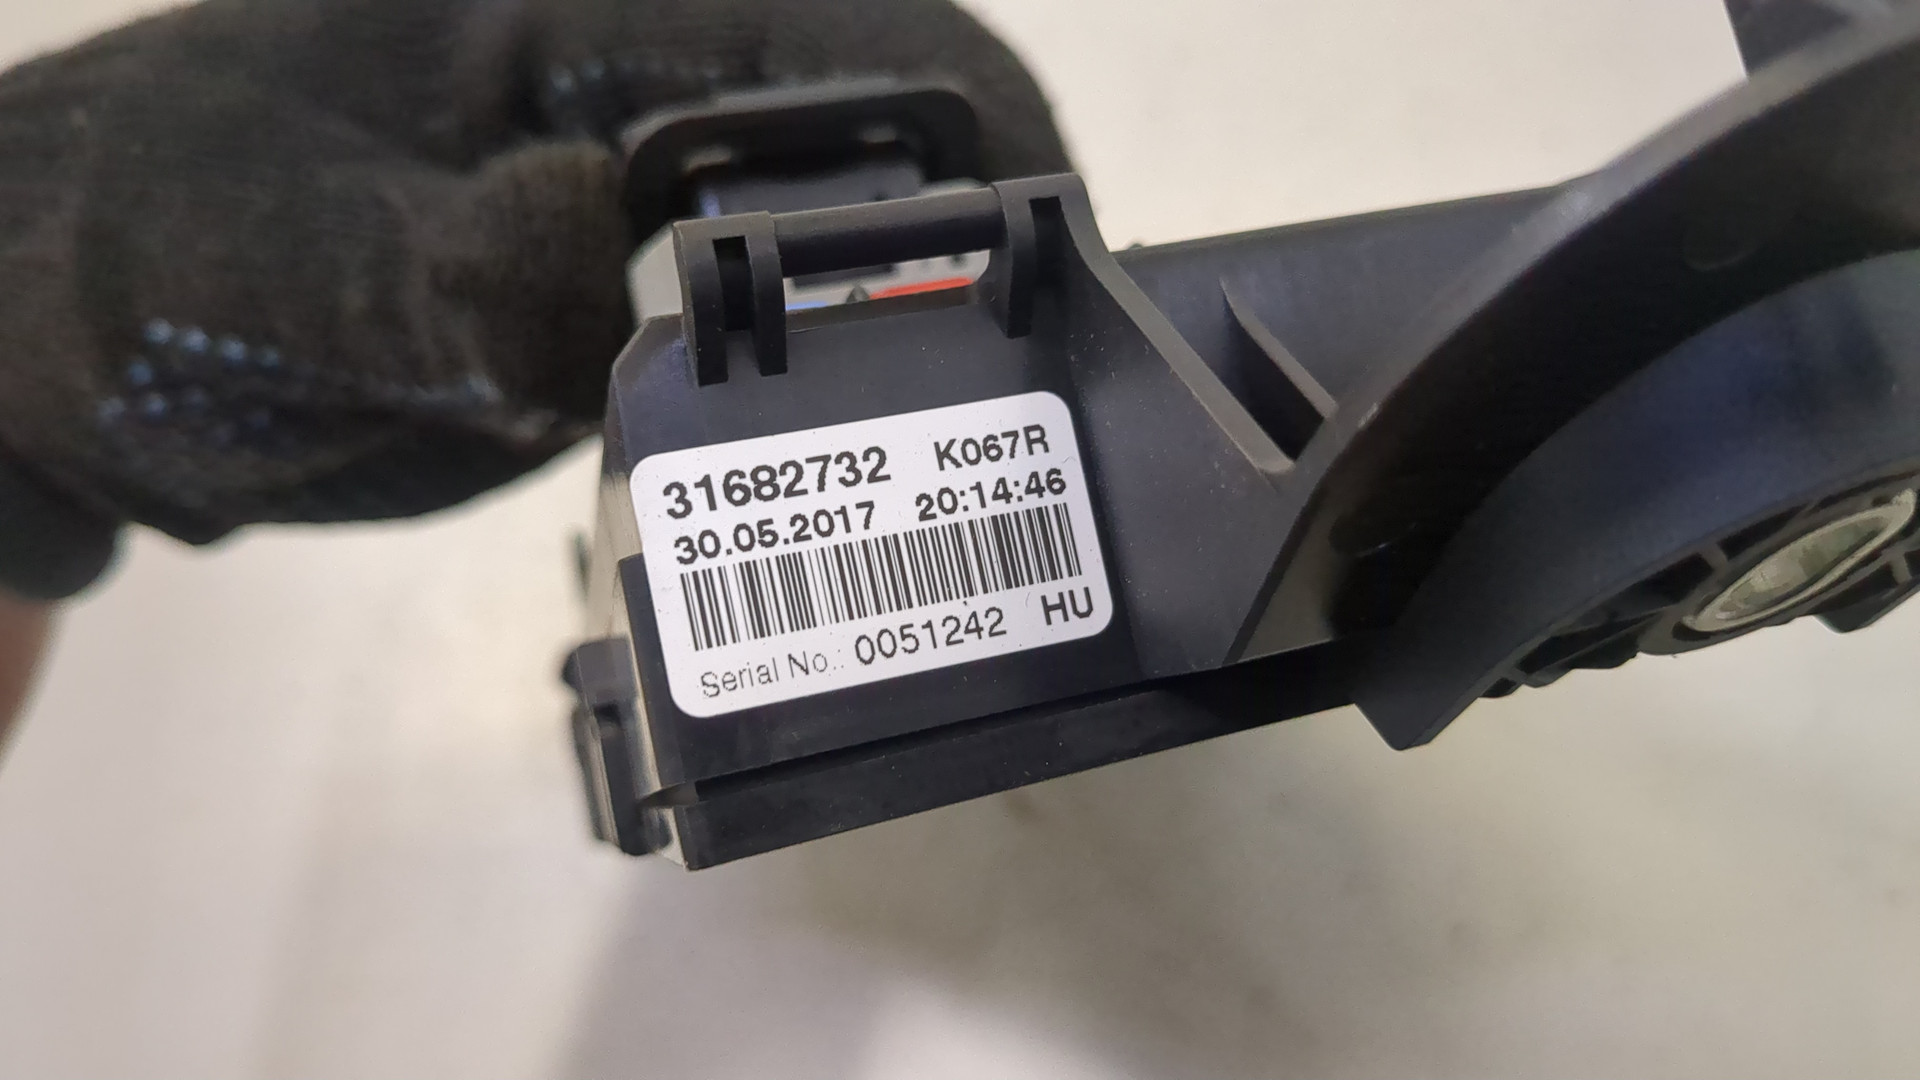 31682732 K067R
30.05.2017 20:14:46
Serial No.: 0051242 HU